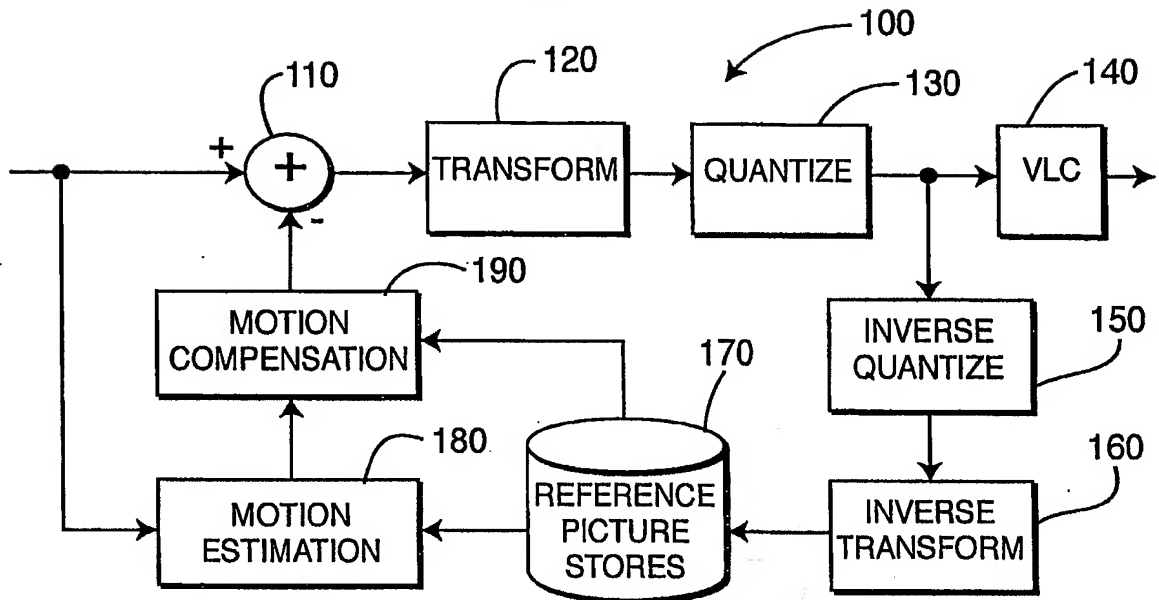 100
110
120
130
140
+
+
-
TRANSFORM
QUANTIZE
VLC
190
MOTION
COMPENSATION
170
INVERSE
QUANTIZE
150
180
MOTION
ESTIMATION
REFERENCE
PICTURE
STORES
160
INVERSE
TRANSFORM